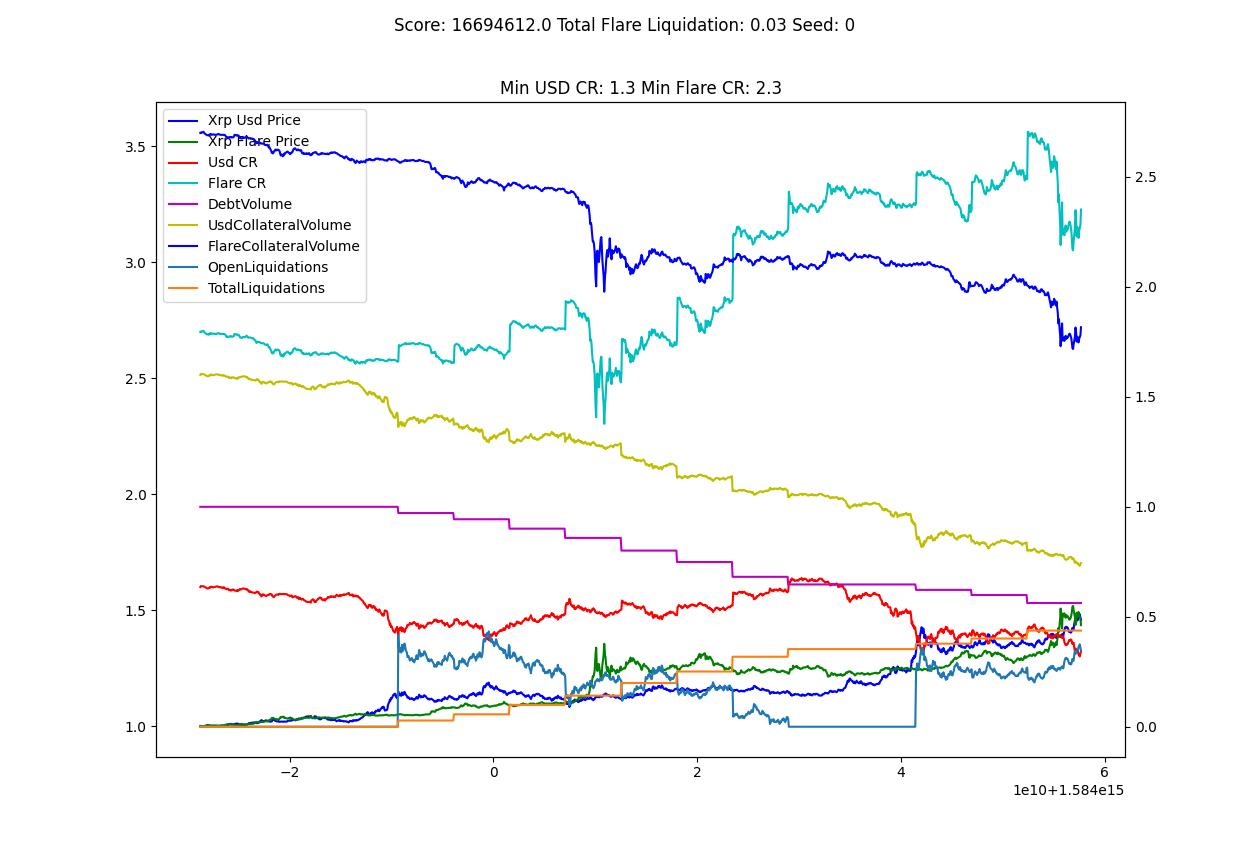 Score: 16694612.0 Total Flare Liquidation: 0.03 Seed: 0
Min USD CR: 1.3 Min Flare CR: 2.3
Xrp Usd Price
Xrp Flare Price
Usd CR
Flare CR
DebtVolume
UsdCollateralVolume
FlareCollateralVolume
OpenLiquidations
TotalLiquidations
3.5
3.0
2.5
2.0
1.5
1.0
2.5
2.0
1.5
1.0
0.5
0.0
−2 0 2 4 6
1e10+1.584e15